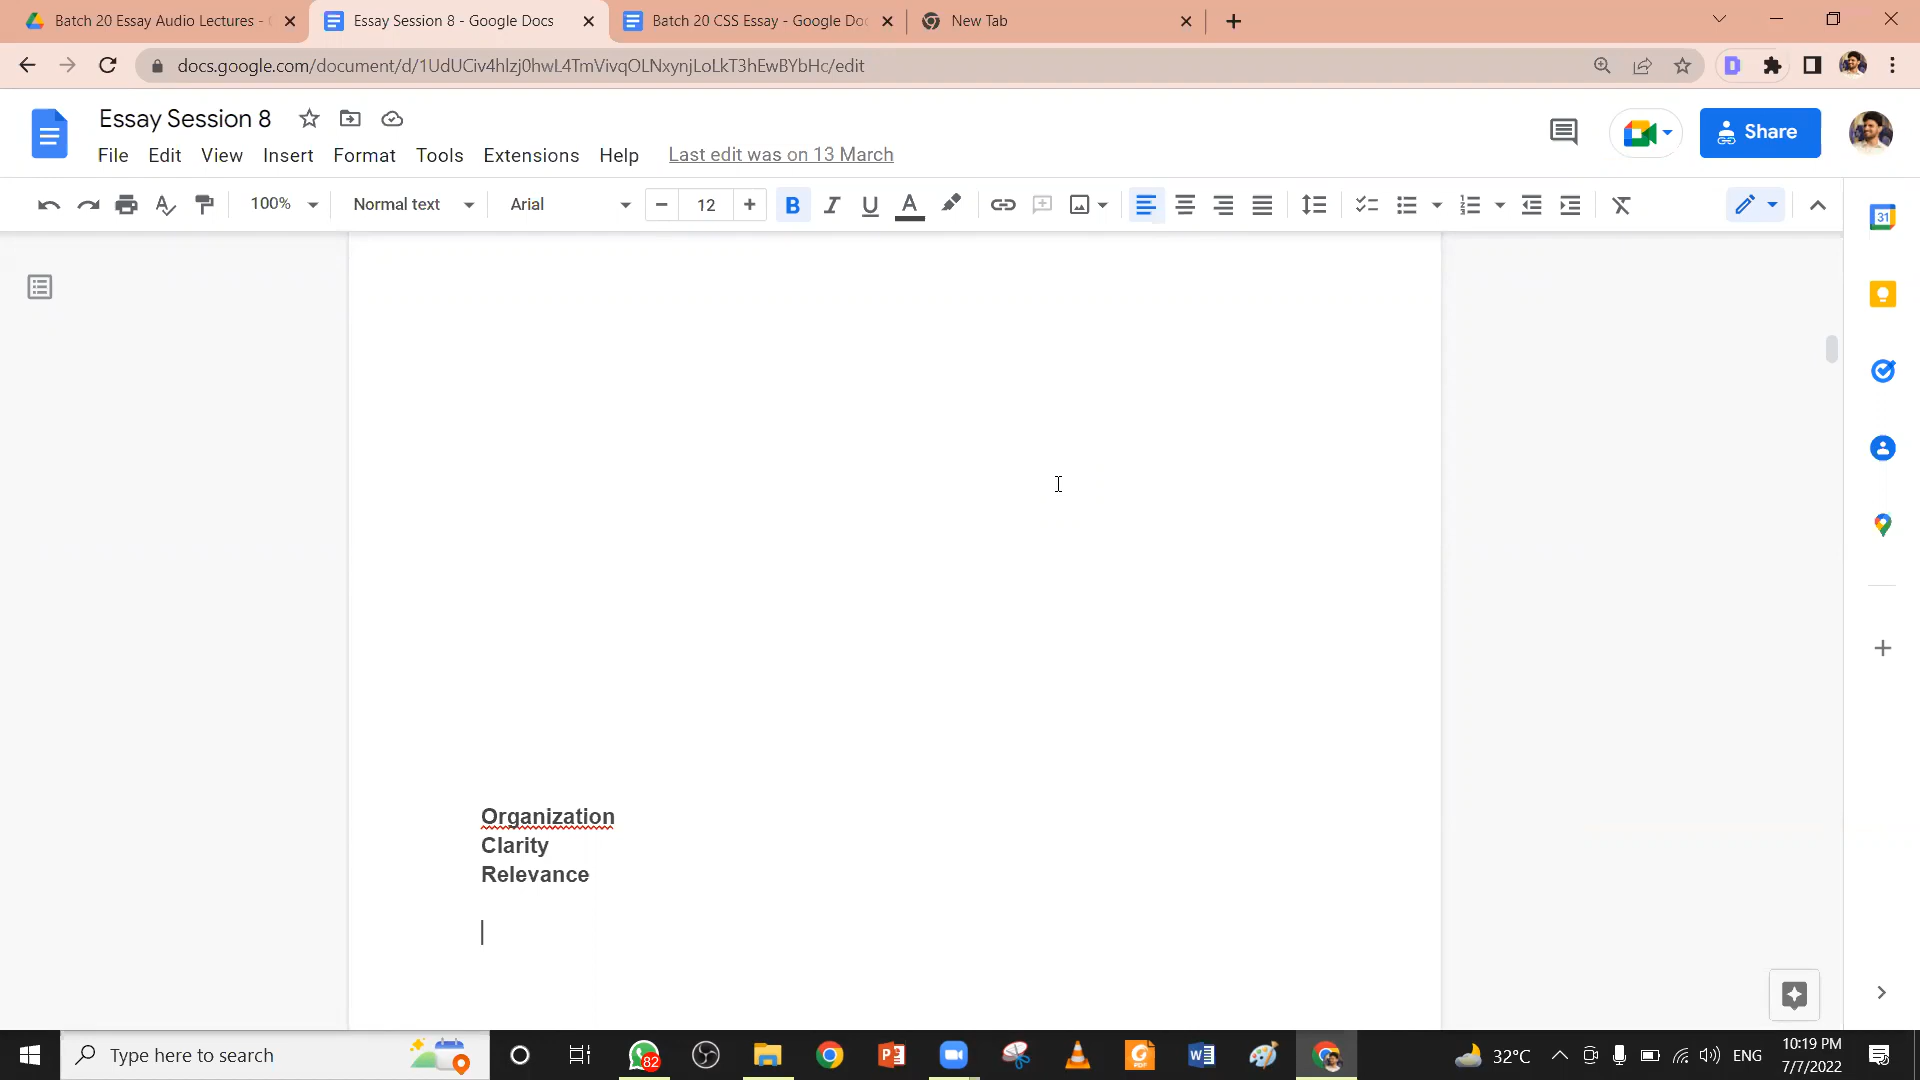 Batch 20 Essay Audio Lectures -
Essay Session 8 - Google Docs
Batch 20 CSS Essay - Google Do
New Tab
docs.google.com/document/d/1UdUCiv4hlzj0hwL4TmVivqOLNxynjLoLkT3hEwBYbHc/edit
Essay Session 8
File Edit View Insert Format Tools Extensions Help Last edit was on 13 March
Share
100% Normal text Arial 12
31
Organization
Clarity
Relevance
Type here to search
82
32°C
ENG
10:19 PM
7/7/2022